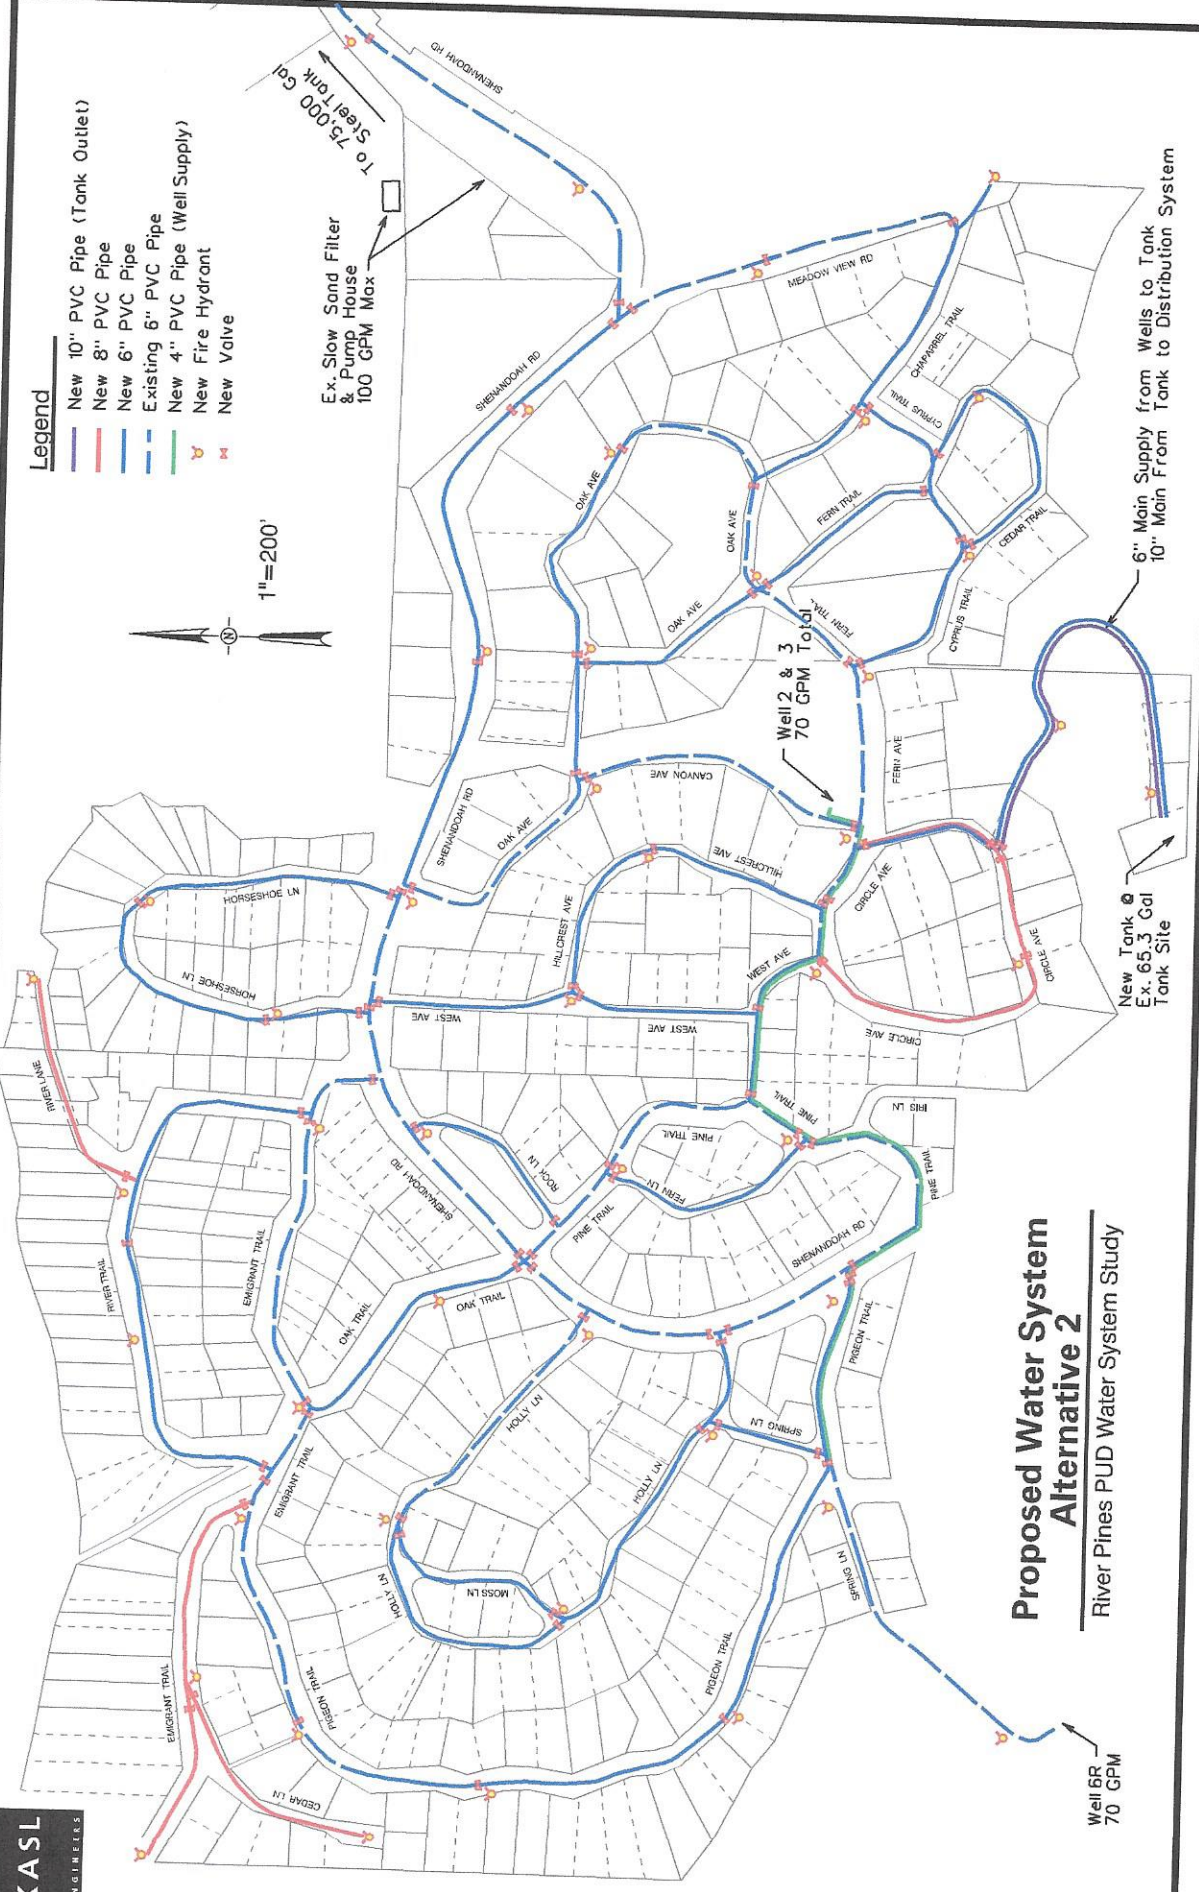 Legend
New 10" PVC Pipe (Tank Outlet)
New 8" PVC Pipe
New 6" PVC Pipe
Existing 6" PVC Pipe
New 4" PVC Pipe (Well Supply)
New Fire Hydrant
New Valve
1"=200'
N
To 75,000 Gal
Steel Tank
Ex. Slow Sand Filter
& Pump House
100 GPM Max
SHENANDOAH RD
SHENANDOAH RD
MEADOW VIEW RD
CHAPARREL TRAIL
CYPRUS TRAIL
CEDAR TRAIL
CYPRUS TRAIL
FERN TRAIL
FERN TRAIL
OAK AVE
OAK AVE
OAK AVE
Well 2 & 3
70 GPM Total
FERN AVE
CANYON AVE
SHENANDOAH RD
OAK AVE
HILLCREST AVE
HILLCREST AVE
CIRCLE AVE
CIRCLE AVE
CIRCLE AVE
WEST AVE
WEST AVE
WEST AVE
HORSESHOE LN
HORSESHOE LN
RIVER LANE
RIVER TRAIL
EMIGRANT TRAIL
SHENANDOAH RD
ROCK LN
PINE TRAIL
PINE TRAIL
PINE TRAIL
PINE TRAIL
FERN LN
IRIS LN
SHENANDOAH RD
OAK TRAIL
OAK TRAIL
EMIGRANT TRAIL
EMIGRANT TRAIL
HOLLY LN
HOLLY LN
HOLLY LN
MOSS LN
SPRING LN
SPRING LN
PIGEON TRAIL
PIGEON TRAIL
PIGEON TRAIL
CEDAR LN
6" Main Supply from Wells to Tank
10" Main From Tank to Distribution System
New Tank @
Ex. 65.3 Gal
Tank Site
Well 6R
70 GPM
Proposed Water System
Alternative 2
River Pines PUD Water System Study
KASL
NGINEERS